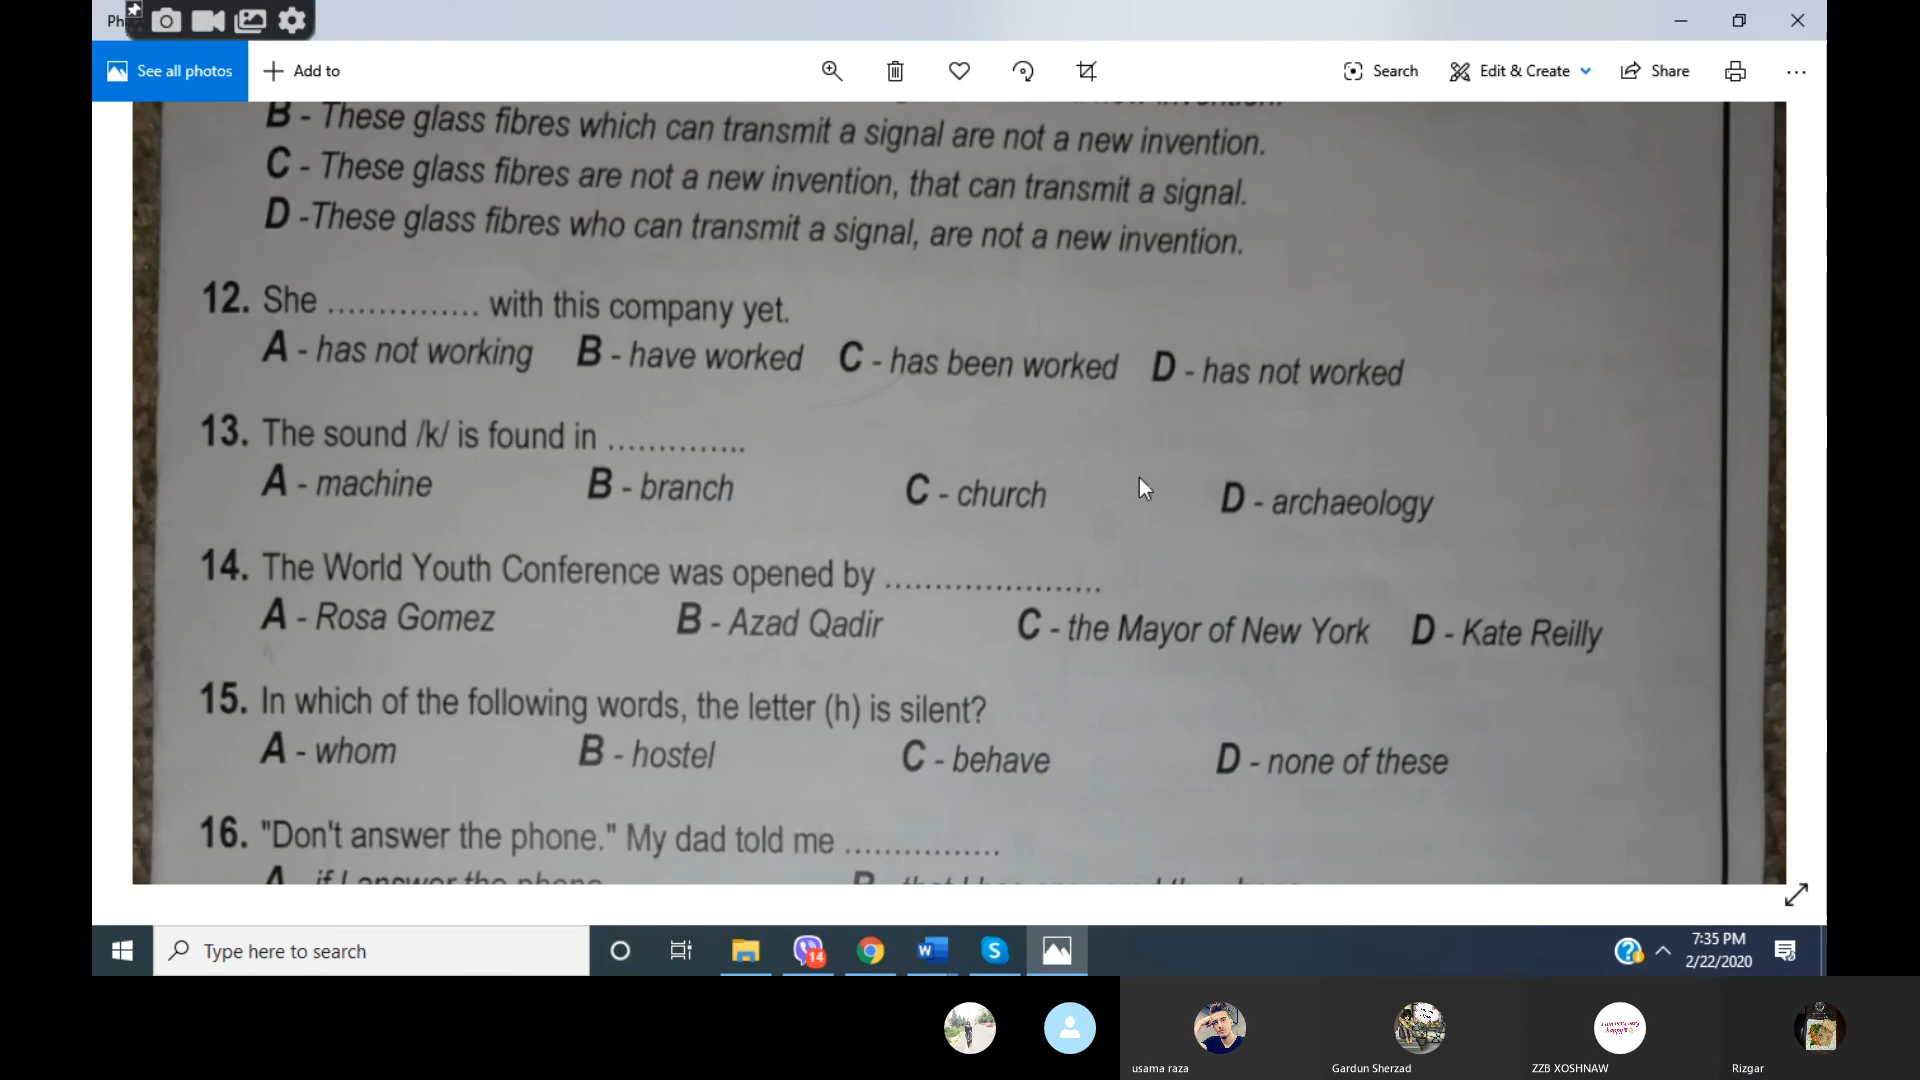 Ph
See all photos
Add to
Search
Edit & Create
Share
B - These glass fibres which can transmit a signal are not a new invention.
C - These glass fibres are not a new invention, that can transmit a signal.
D -These glass fibres who can transmit a signal, are not a new invention.
12. She ............... with this company yet.
A - has not working B - have worked C - has been worked D - has not worked
13. The sound /k/ is found in ..............
A - machine B - branch C - church D - archaeology
14. The World Youth Conference was opened by ......................
A - Rosa Gomez B - Azad Qadir C - the Mayor of New York D - Kate Reilly
15. In which of the following words, the letter (h) is silent?
A - whom B - hostel C - behave D - none of these
16. "Don't answer the phone." My dad told me ................
A if I answer the phone B
Type here to search
14
7:35 PM
2/22/2020
usama raza
Gardun Sherzad
ZZB XOSHNAW
Rizgar